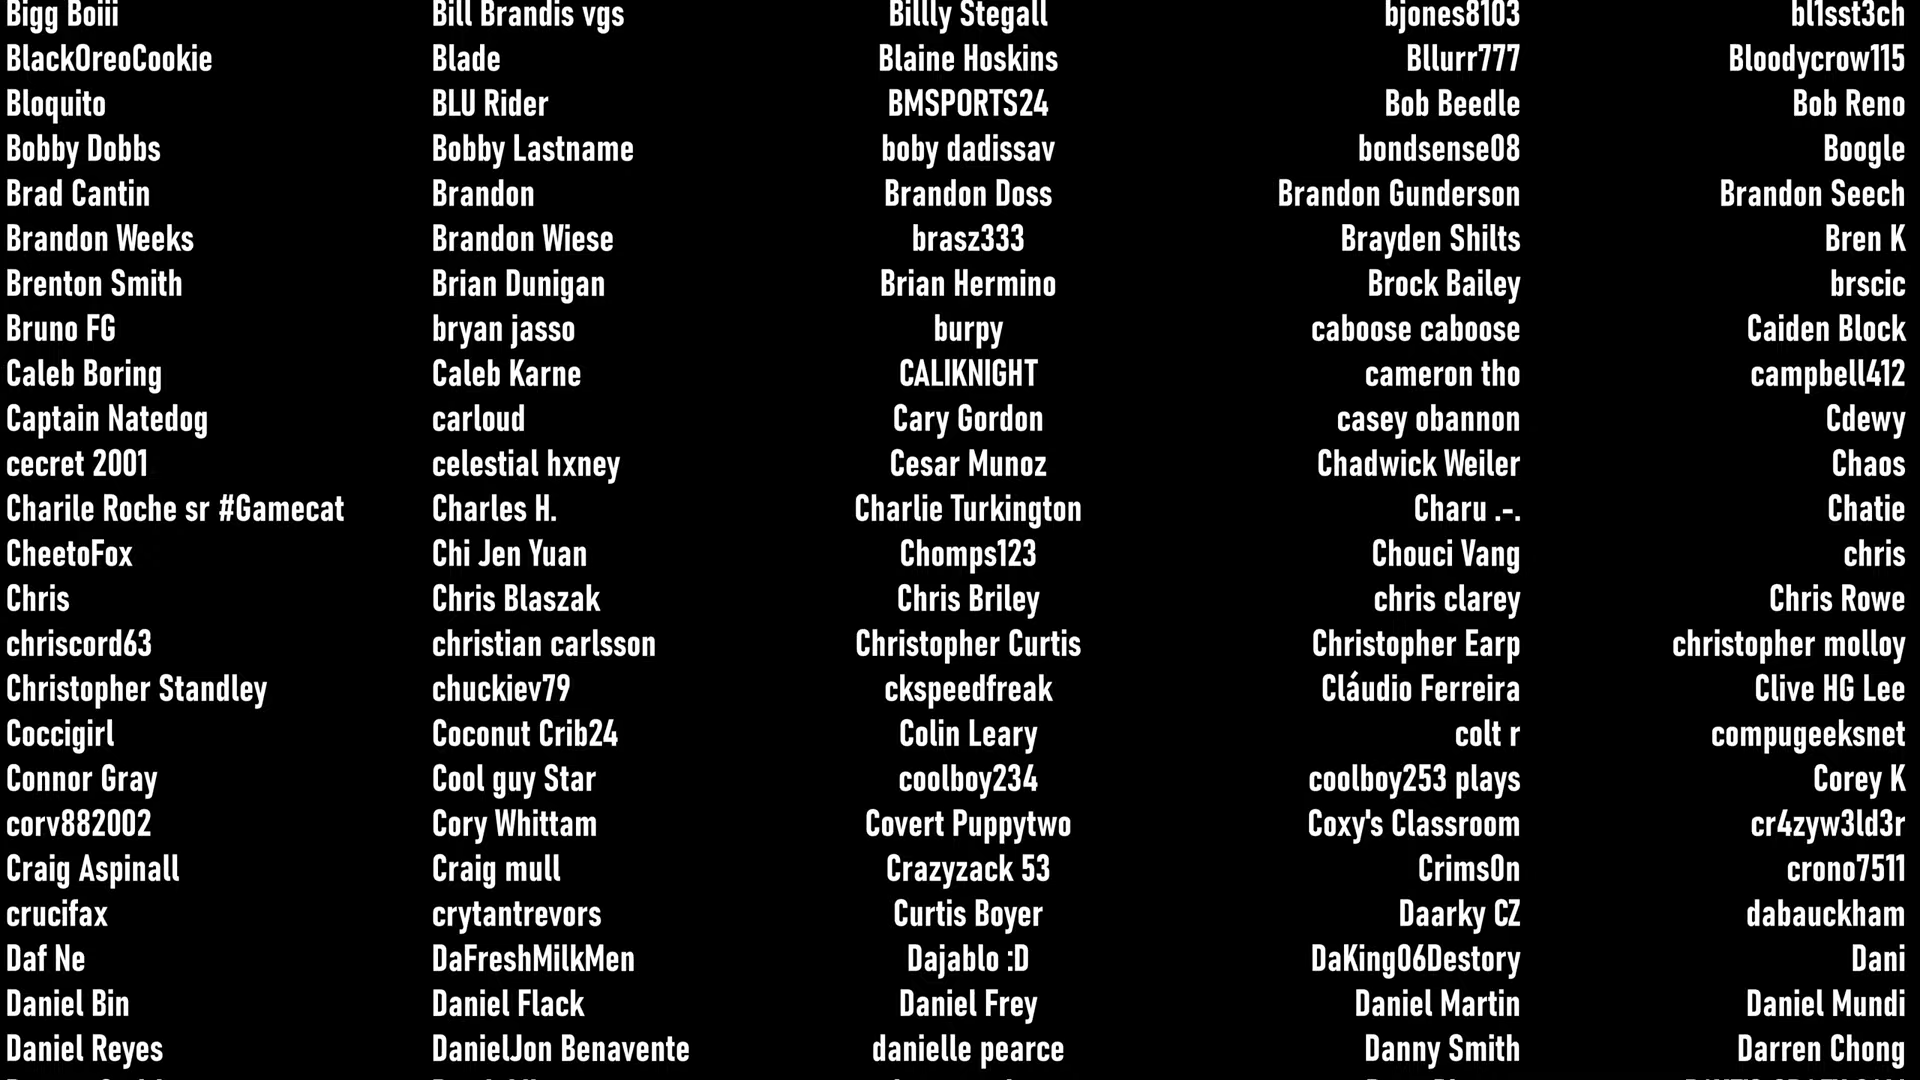 Bigg Boiii Bill Brandis vgs Billly Stegall bjones8103 bl1sst3ch
BlackOreoCookie Blade Blaine Hoskins Bllurr777 Bloodycrow115
Bloquito BLU Rider BMSPORTS24 Bob Beedle Bob Reno
Bobby Dobbs Bobby Lastname boby dadissav bondsense08 Boogle
Brad Cantin Brandon Brandon Doss Brandon Gunderson Brandon Seech
Brandon Weeks Brandon Wiese brasz333 Brayden Shilts Bren K
Brenton Smith Brian Dunigan Brian Hermino Brock Bailey brscic
Bruno FG bryan jasso burpy caboose caboose Caiden Block
Caleb Boring Caleb Karne CALIKNIGHT cameron tho campbell412
Captain Natedog carloud Cary Gordon casey obannon Cdewy
cecret 2001 celestial hxney Cesar Munoz Chadwick Weiler Chaos
Charile Roche sr #Gamecat Charles H. Charlie Turkington Charu .-. Chatie
CheetoFox Chi Jen Yuan Chomps123 Chouci Vang chris
Chris Chris Blaszak Chris Briley chris clarey Chris Rowe
chriscord63 christian carlsson Christopher Curtis Christopher Earp christopher molloy
Christopher Standley chuckiev79 ckspeedfreak Cláudio Ferreira Clive HG Lee
Coccigirl Coconut Crib24 Colin Leary colt r compugeeksnet
Connor Gray Cool guy Star coolboy234 coolboy253 plays Corey K
corv882002 Cory Whittam Covert Puppytwo Coxy's Classroom cr4zyw3ld3r
Craig Aspinall Craig mull Crazyzack 53 Crims0n crono7511
crucifax crytantrevors Curtis Boyer Daarky CZ dabauckham
Daf Ne DaFreshMilkMen Dajablo :D DaKing06Destory Dani
Daniel Bin Daniel Flack Daniel Frey Daniel Martin Daniel Mundi
Daniel Reyes DanielJon Benavente danielle pearce Danny Smith Darren Chong